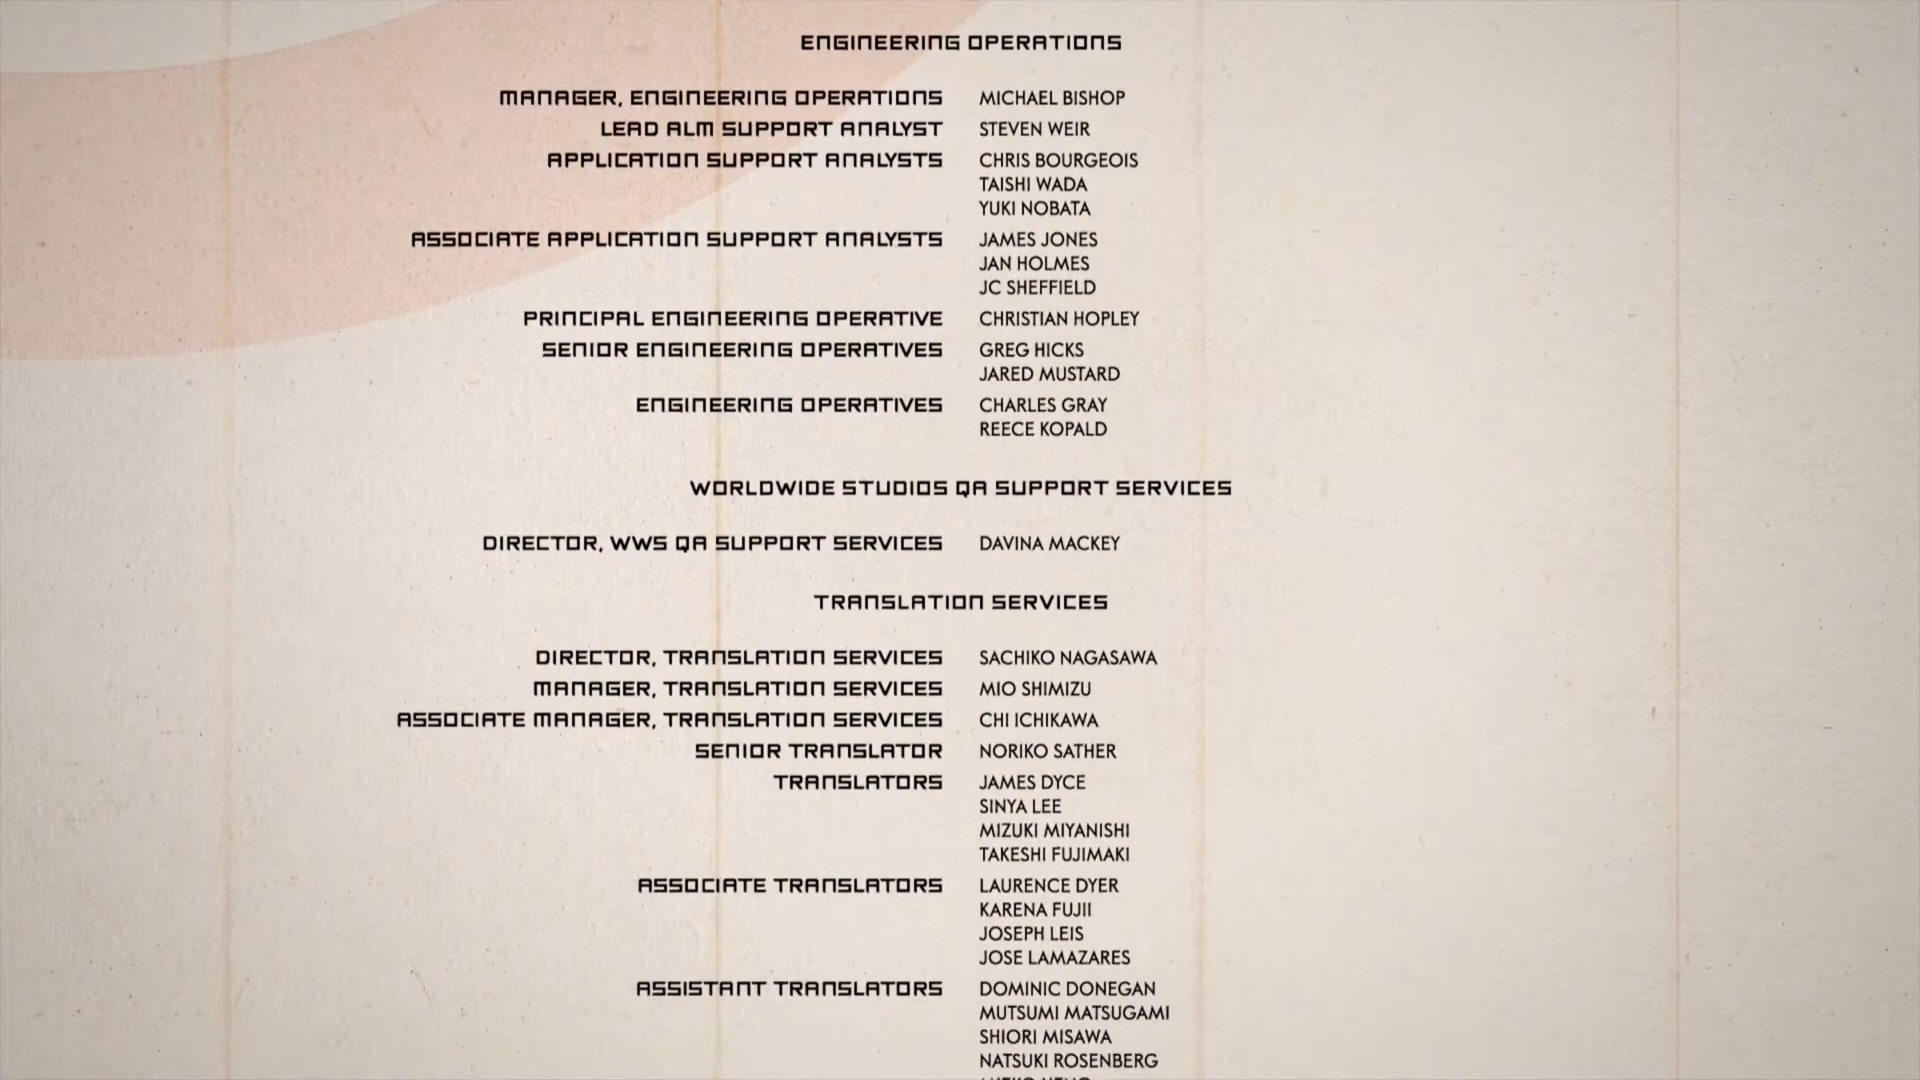 ENGINEERING OPERATIONS
MANAGER, ENGINEERING OPERATIONS MICHAEL BISHOP
LEAD ALM SUPPORT ANALYST STEVEN WEIR
APPLICATION SUPPORT ANALYSTS CHRIS BOURGEOIS
TAISHI WADA
YUKI NOBATA
ASSOCIATE APPLICATION SUPPORT ANALYSTS JAMES JONES
JAN HOLMES
JC SHEFFIELD
PRINCIPAL ENGINEERING OPERATIVE CHRISTIAN HOPLEY
SENIOR ENGINEERING OPERATIVES GREG HICKS
JARED MUSTARD
ENGINEERING OPERATIVES CHARLES GRAY
REECE KOPALD
WORLDWIDE STUDIOS QA SUPPORT SERVICES
DIRECTOR, WWS QA SUPPORT SERVICES DAVINA MACKEY
TRANSLATION SERVICES
DIRECTOR, TRANSLATION SERVICES SACHIKO NAGASAWA
MANAGER, TRANSLATION SERVICES MIO SHIMIZU
ASSOCIATE MANAGER, TRANSLATION SERVICES CHI ICHIKAWA
SENIOR TRANSLATOR NORIKO SATHER
TRANSLATORS JAMES DYCE
SINYA LEE
MIZUKI MIYANISHI
TAKESHI FUJIMAKI
ASSOCIATE TRANSLATORS LAURENCE DYER
KARENA FUJII
JOSEPH LEIS
JOSE LAMAZARES
ASSISTANT TRANSLATORS DOMINIC DONEGAN
MUTSUMI MATSUGAMI
SHIORI MISAWA
NATSUKI ROSENBERG